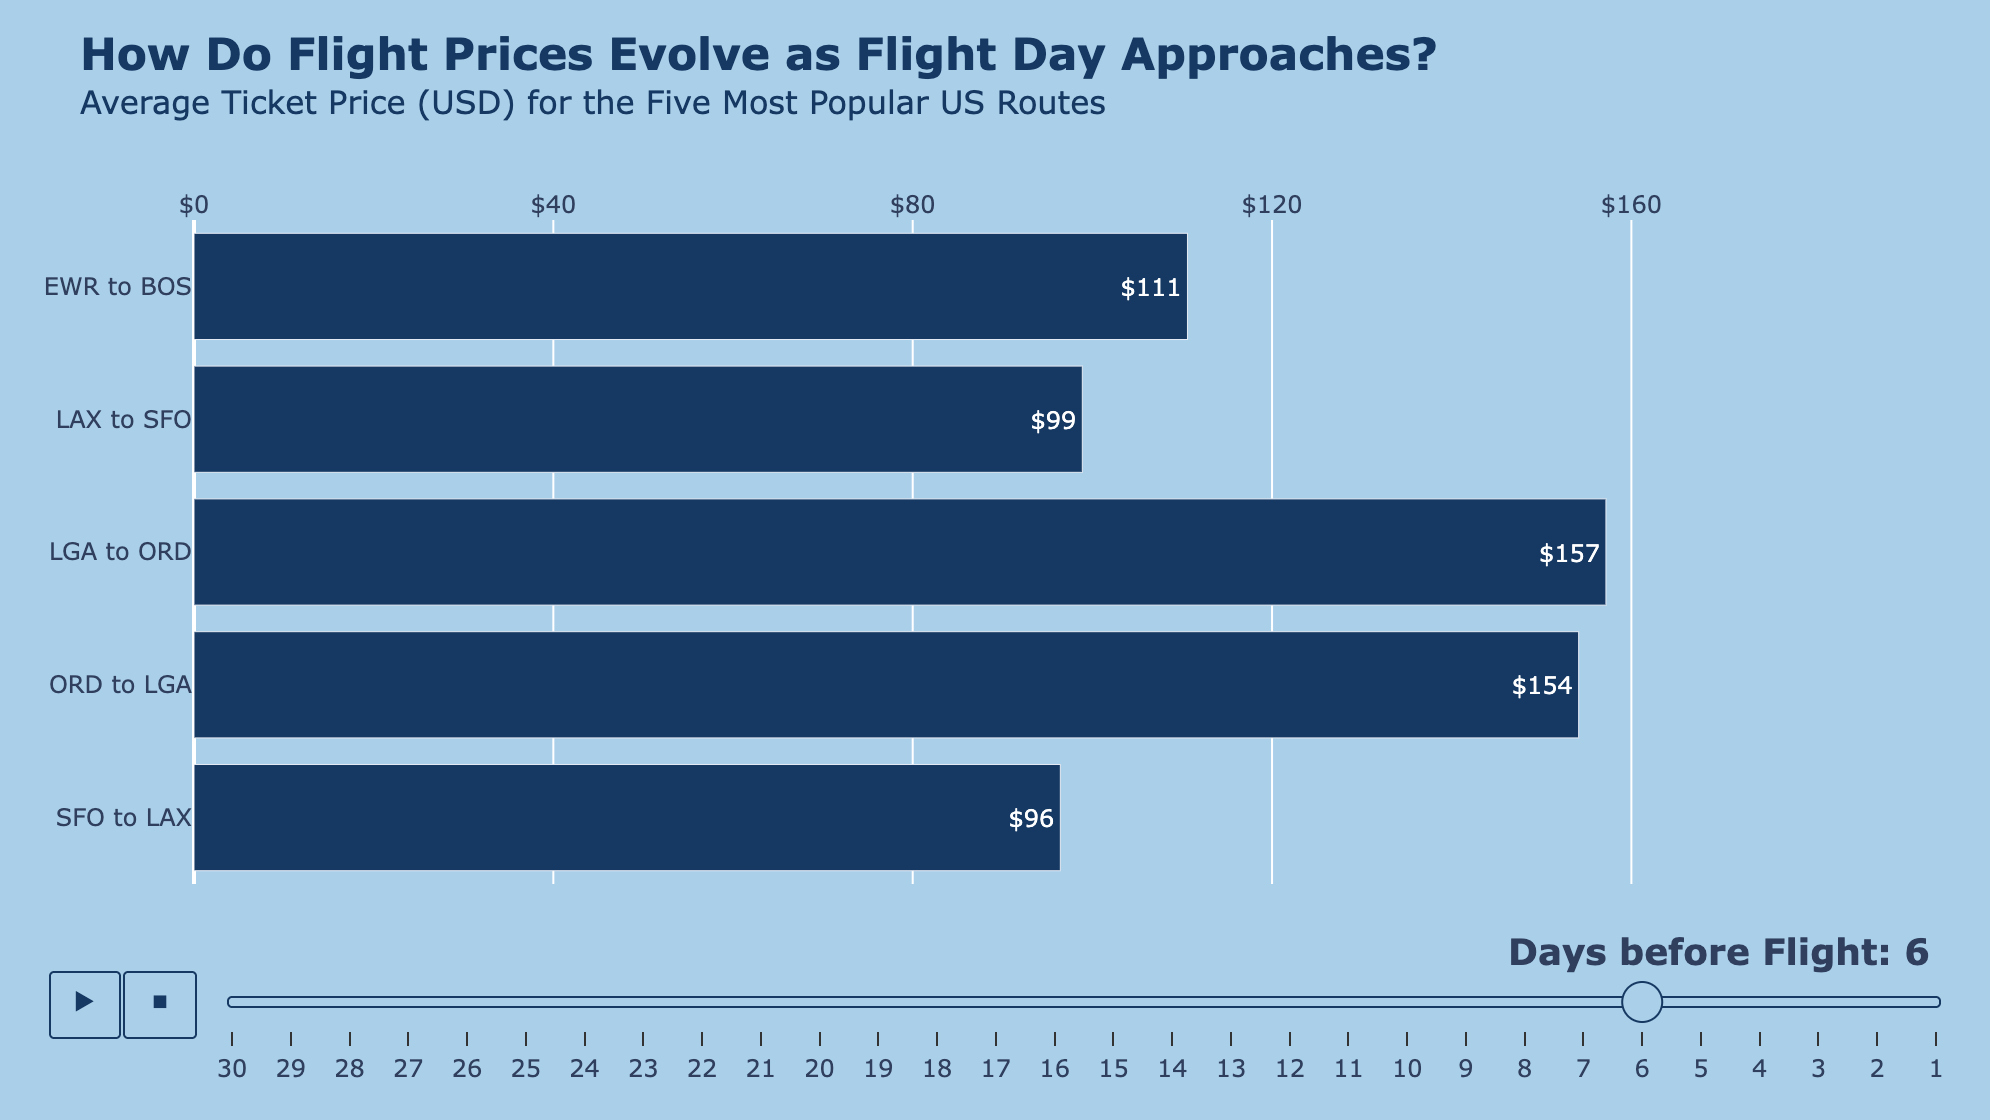 How Do Flight Prices Evolve as Flight Day Approaches?
Average Ticket Price (USD) for the Five Most Popular US Routes
$0 $40 $80 $120 $160
EWR to BOS $111
LAX to SFO $99
LGA to ORD $157
ORD to LGA $154
SFO to LAX $96
Days before Flight: 6
30 29 28 27 26 25 24 23 22 21 20 19 18 17 16 15 14 13 12 11 10 9 8 7 6 5 4 3 2 1